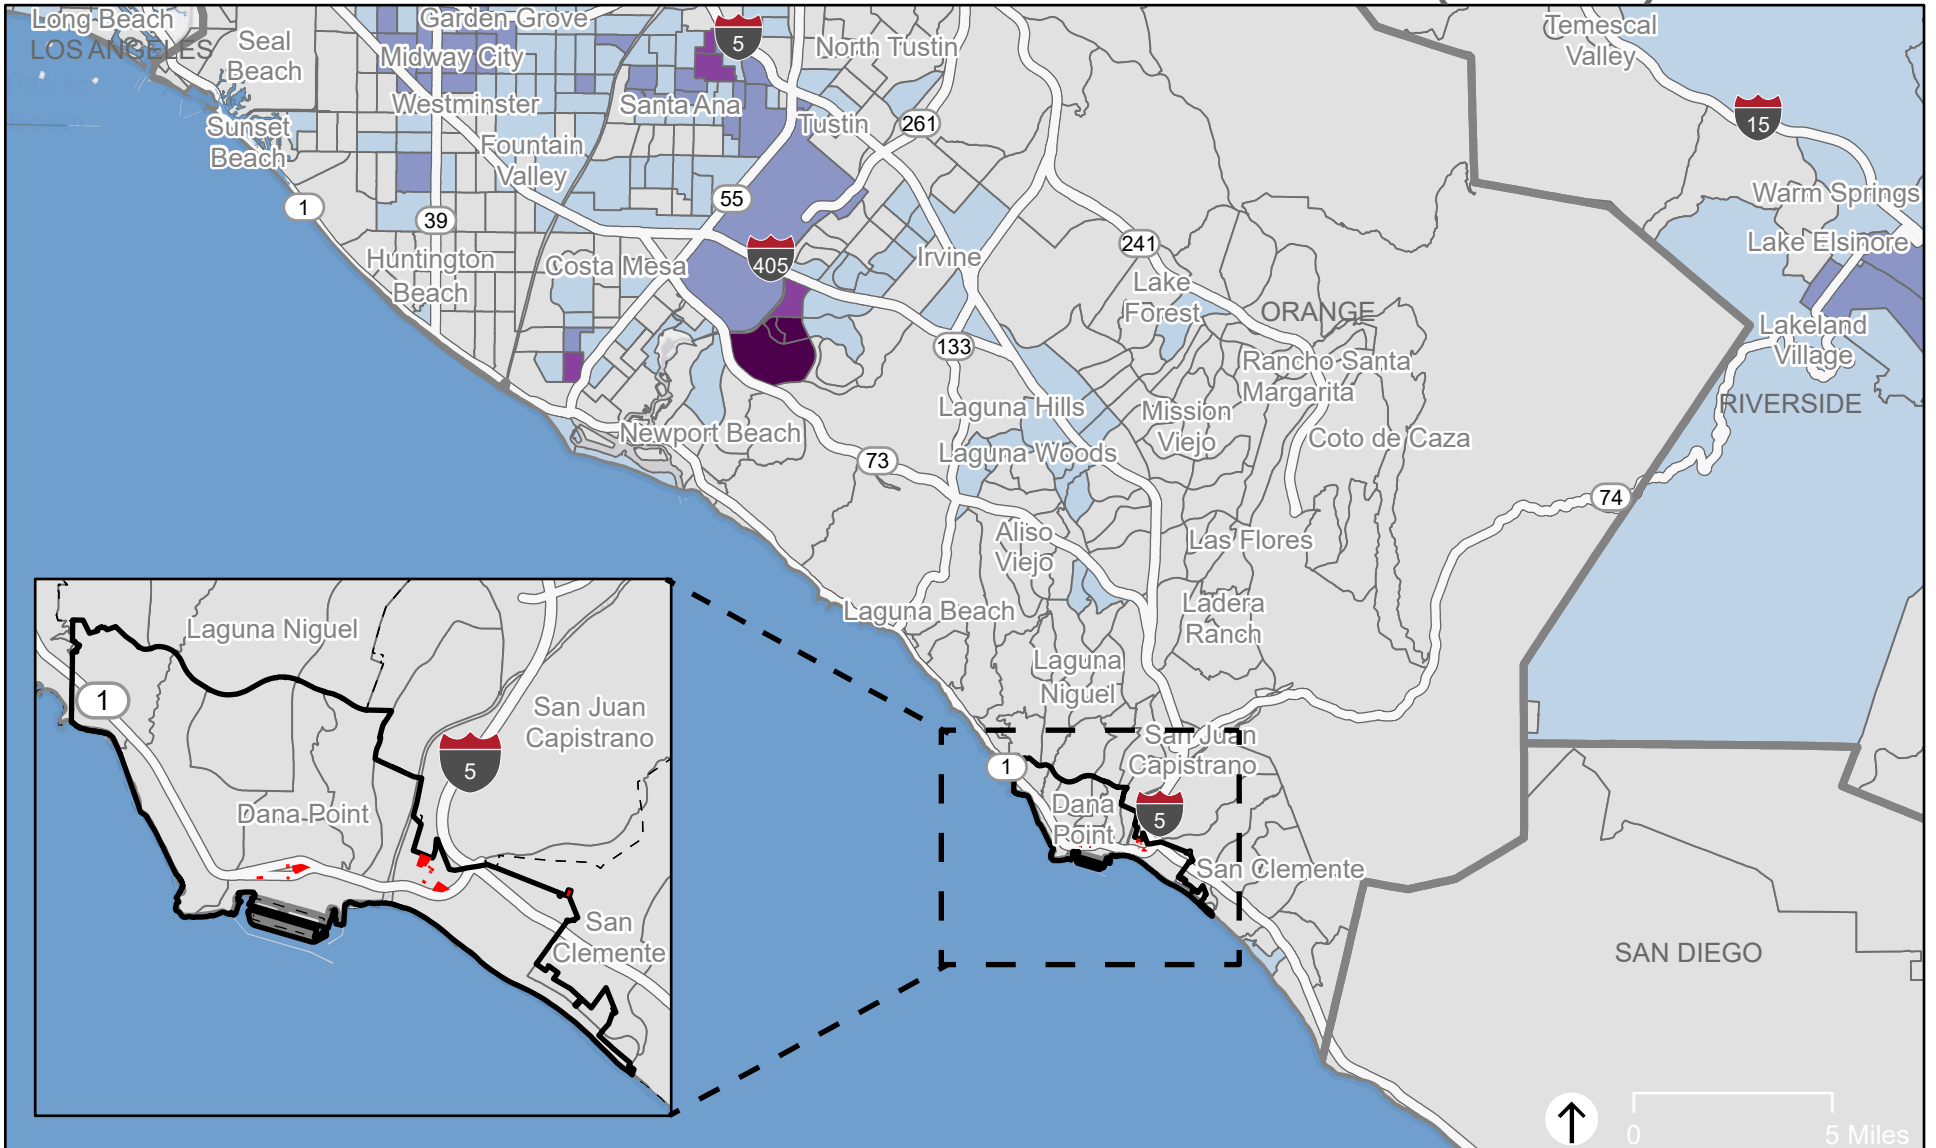 Long Beach
LOS ANGELES
Pacific
Ocean
Seal
Beach
Sunset
Beach
1
Garden Grove
Midway City
Westminster
Fountain
Valley
39
Huntington
Beach
Santa Ana
5
North Tustin
Tustin
261
55
405
Costa Mesa
Irvine
241
Lake
Forest
ORANGE
133
Rancho Santa
Margarita
Laguna Hills
Mission
Viejo
Laguna Woods
Coto de Caza
Newport Beach
73
Aliso
Viejo
Las Flores
Laguna Beach
Ladera
Ranch
Laguna
Niguel
San Juan
Capistrano
1
Dana
Point
5
San Clemente
Temescal
Valley
15
Warm Springs
Lake Elsinore
Lakeland
Village
RIVERSIDE
74
SAN DIEGO
Laguna Niguel
1
San Juan
Capistrano
5
Dana Point
San
Clemente
0 5 Miles